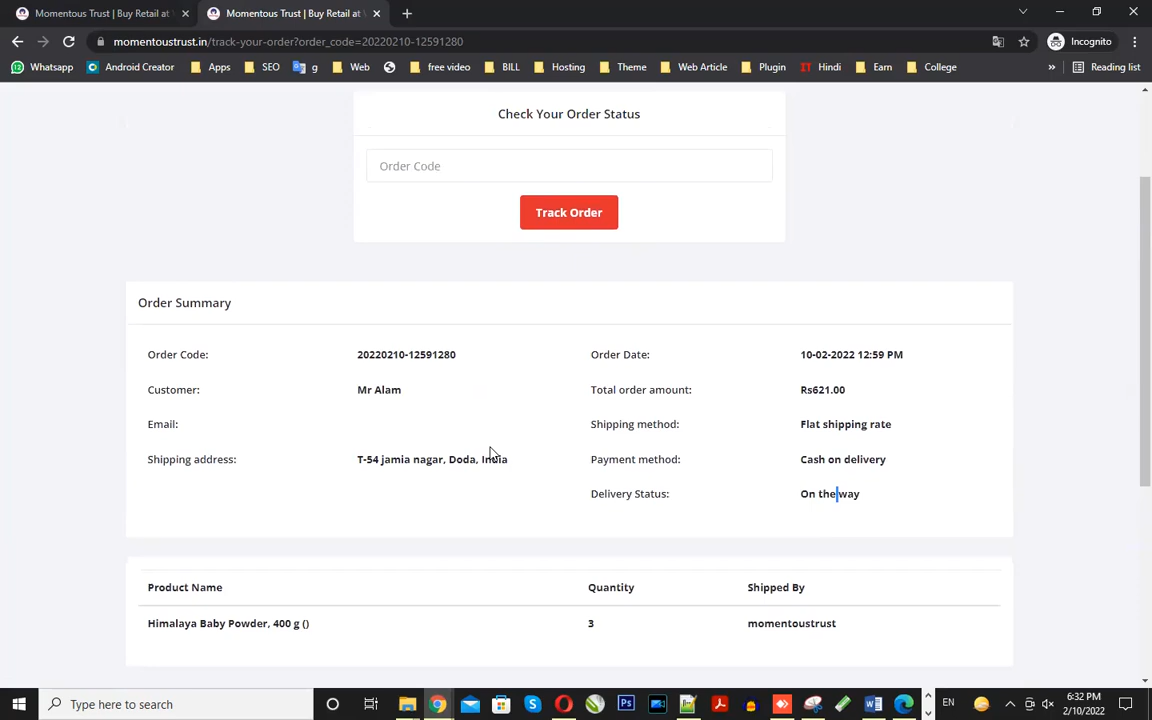 Momentous Trust | Buy Retail at
Momentous Trust | Buy Retail at
momentoustrust.in/track-your-order?order_code=20220210-12591280
Incognito
Whatsapp Android Creator Apps SEO g Web free video BILL Hosting Theme Web Article Plugin IT Hindi Earn College » Reading list
Check Your Order Status
Order Code
Track Order
Order Summary
Order Code: 20220210-12591280 Order Date: 10-02-2022 12:59 PM
Customer: Mr Alam Total order amount: Rs621.00
Email: Shipping method: Flat shipping rate
Shipping address: T-54 jamia nagar, Doda, India Payment method: Cash on delivery
Delivery Status: On the way
Product Name Quantity Shipped By
Himalaya Baby Powder, 400 g () 3 momentoustrust
Type here to search
EN
6:32 PM
2/10/2022